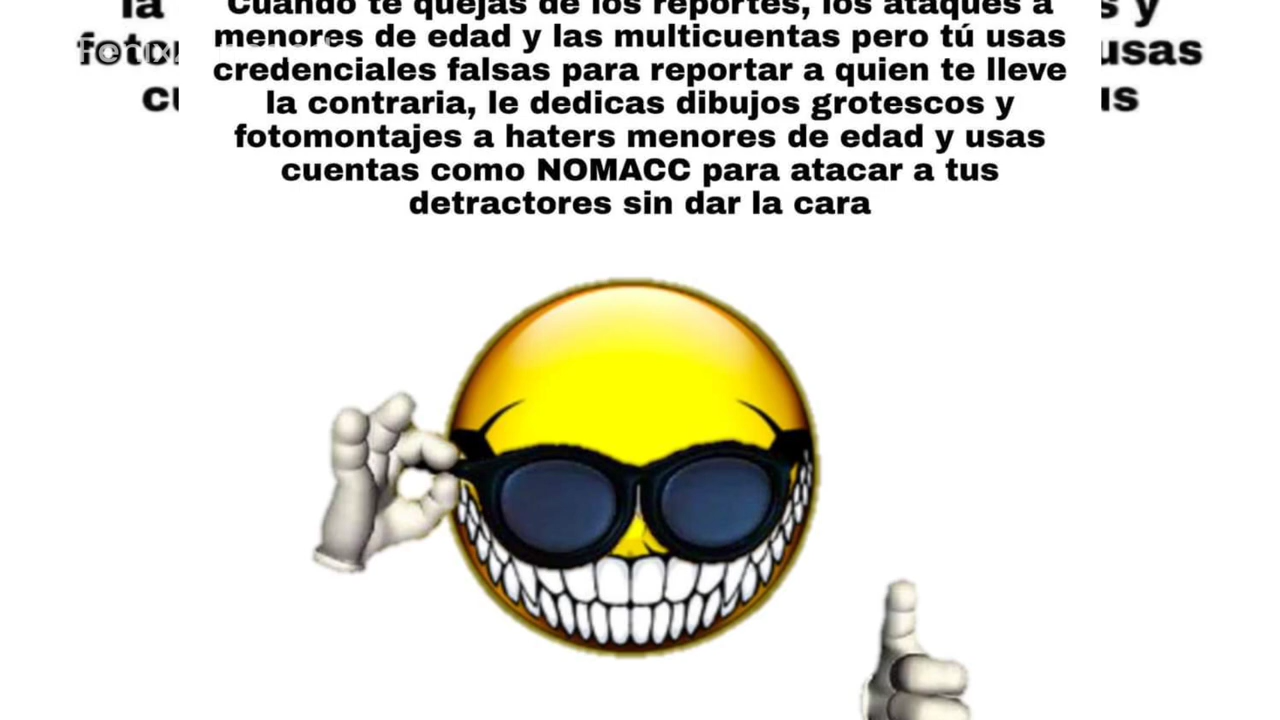 Cuando te quejas de los reportes, los ataques a
menores de edad y las multicuentas pero tú usas
credenciales falsas para reportar a quien te lleve
la contraria, le dedicas dibujos grotescos y
fotomontajes a haters menores de edad y usas
cuentas como NOMACC para atacar a tus
detractores sin dar la cara